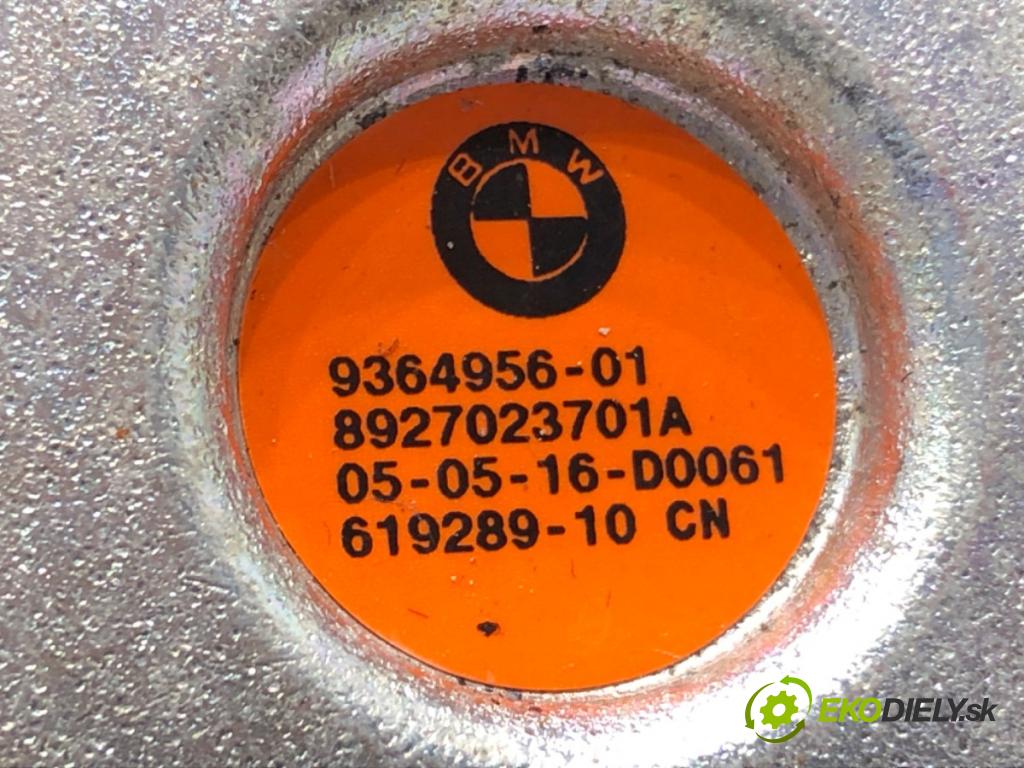 BMW
9364956-01
8927023701A
05-05-16-D0061
619289-10 CN
EKODIELY.sk